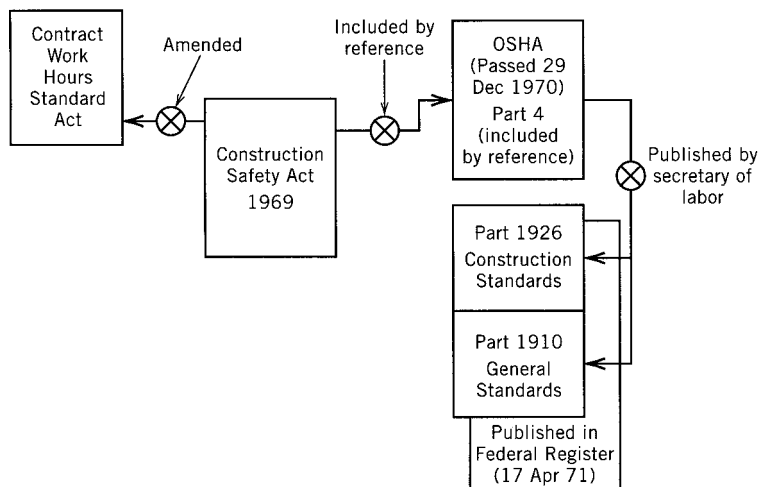 Contract
Work
Hours
Standard
Act
Amended
Construction
Safety Act
1969
Included by
reference
OSHA
(Passed 29
Dec 1970)
Part 4
(included
by reference)
Published by
secretary of
labor
Part 1926
Construction
Standards
Part 1910
General
Standards
Published in
Federal Register
(17 Apr 71)